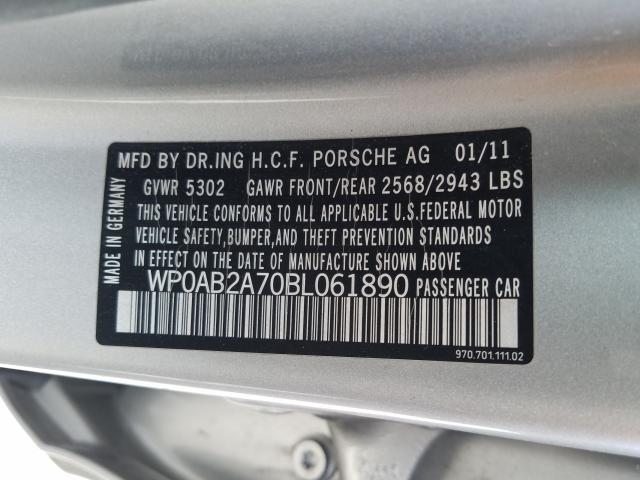 MFD BY DR.ING H.C.F. PORSCHE AG 01/11
GVWR 5302 GAWR FRONT/REAR 2568/2943 LBS
THIS VEHICLE CONFORMS TO ALL APPLICABLE U.S.FEDERAL MOTOR
VEHICLE SAFETY,BUMPER,AND THEFT PREVENTION STANDARDS
IN EFFECT ON THE DATE OF MANUFACTURE SHOWN ABOVE.
WP0AB2A70BL061890 PASSENGER CAR
MADE IN GERMANY
970.701.111.02